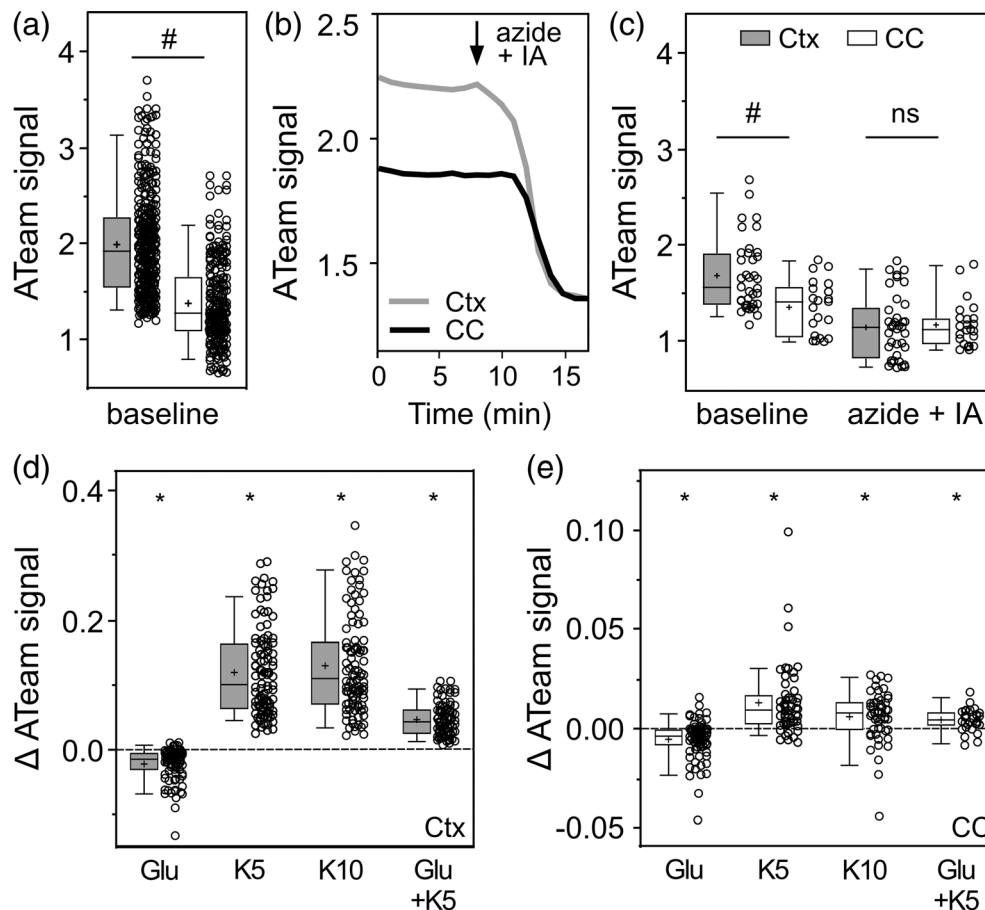 (a)
ATeam signal
4
3
2
1
#
baseline
(b)
ATeam signal
2.5
2.0
1.5
azide
+ IA
Ctx
CC
0 5 10 15
Time (min)
(c)
ATeam signal
4
3
2
1
Ctx CC
# ns
baseline azide + IA
(d)
Δ ATeam signal
0.4
0.2
0.0
* * * *
Ctx
Glu K5 K10 Glu
+K5
(e)
Δ ATeam signal
0.10
0.05
0.00
-0.05
* * * *
CC
Glu K5 K10 Glu
+K5